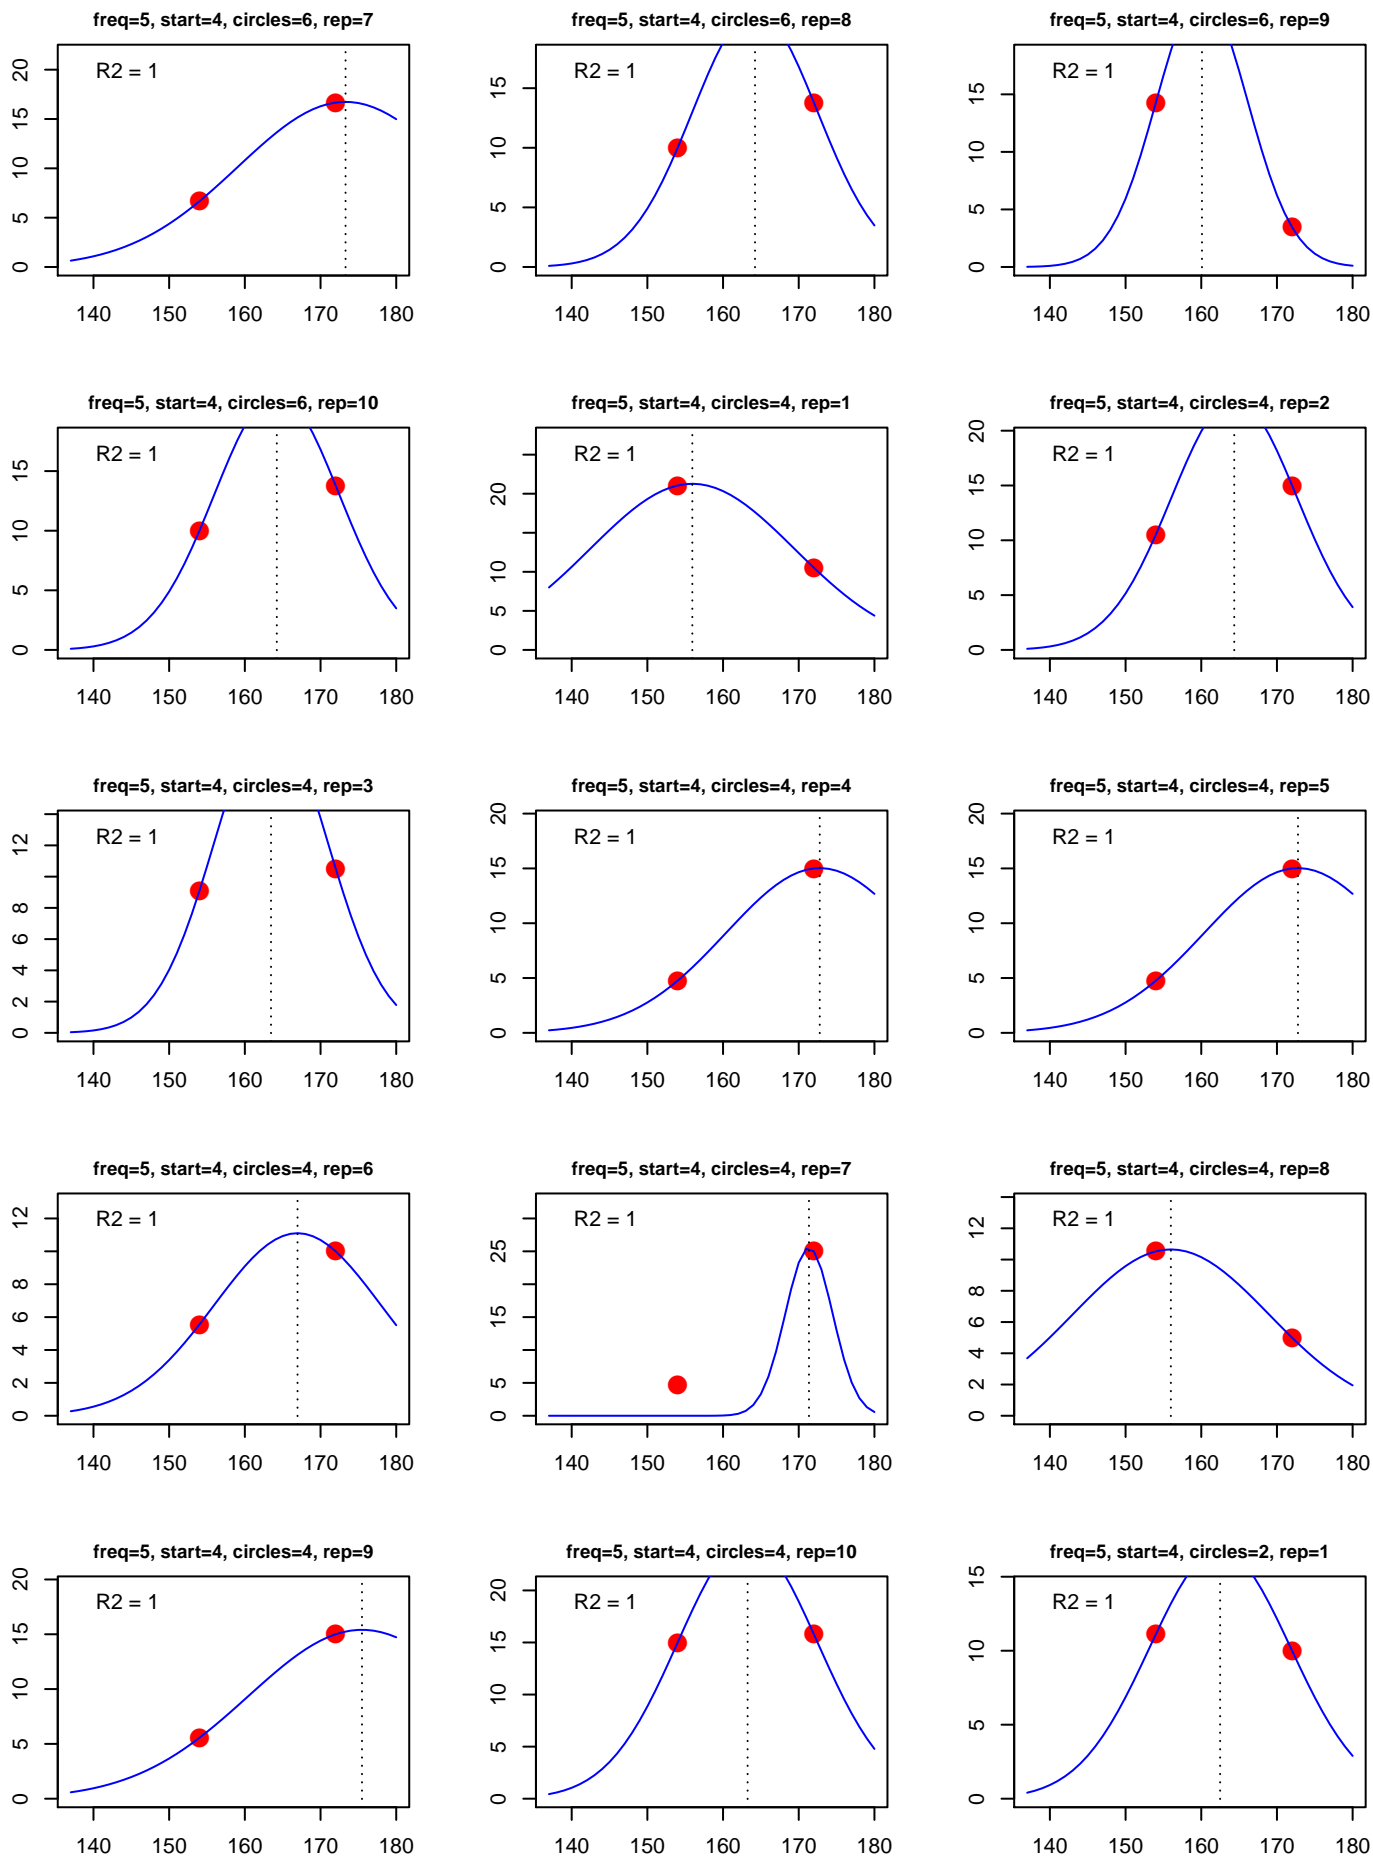 freq=5, start=4, circles=6, rep=7
R2 = 1
0 5 10 15 20
140 150 160 170 180
freq=5, start=4, circles=6, rep=8
R2 = 1
0 5 10 15
140 150 160 170 180
freq=5, start=4, circles=6, rep=9
R2 = 1
0 5 10 15
140 150 160 170 180
freq=5, start=4, circles=6, rep=10
R2 = 1
0 5 10 15
140 150 160 170 180
freq=5, start=4, circles=4, rep=1
R2 = 1
0 5 10 20
140 150 160 170 180
freq=5, start=4, circles=4, rep=2
R2 = 1
0 5 10 15 20
140 150 160 170 180
freq=5, start=4, circles=4, rep=3
R2 = 1
0 2 4 6 8 12
140 150 160 170 180
freq=5, start=4, circles=4, rep=4
R2 = 1
0 5 10 15 20
140 150 160 170 180
freq=5, start=4, circles=4, rep=5
R2 = 1
0 5 10 15 20
140 150 160 170 180
freq=5, start=4, circles=4, rep=6
R2 = 1
0 2 4 6 8 12
140 150 160 170 180
freq=5, start=4, circles=4, rep=7
R2 = 1
0 5 15 25
140 150 160 170 180
freq=5, start=4, circles=4, rep=8
R2 = 1
0 2 4 6 8 12
140 150 160 170 180
freq=5, start=4, circles=4, rep=9
R2 = 1
0 5 10 15 20
140 150 160 170 180
freq=5, start=4, circles=4, rep=10
R2 = 1
0 5 10 15 20
140 150 160 170 180
freq=5, start=4, circles=2, rep=1
R2 = 1
0 5 10 15
140 150 160 170 180